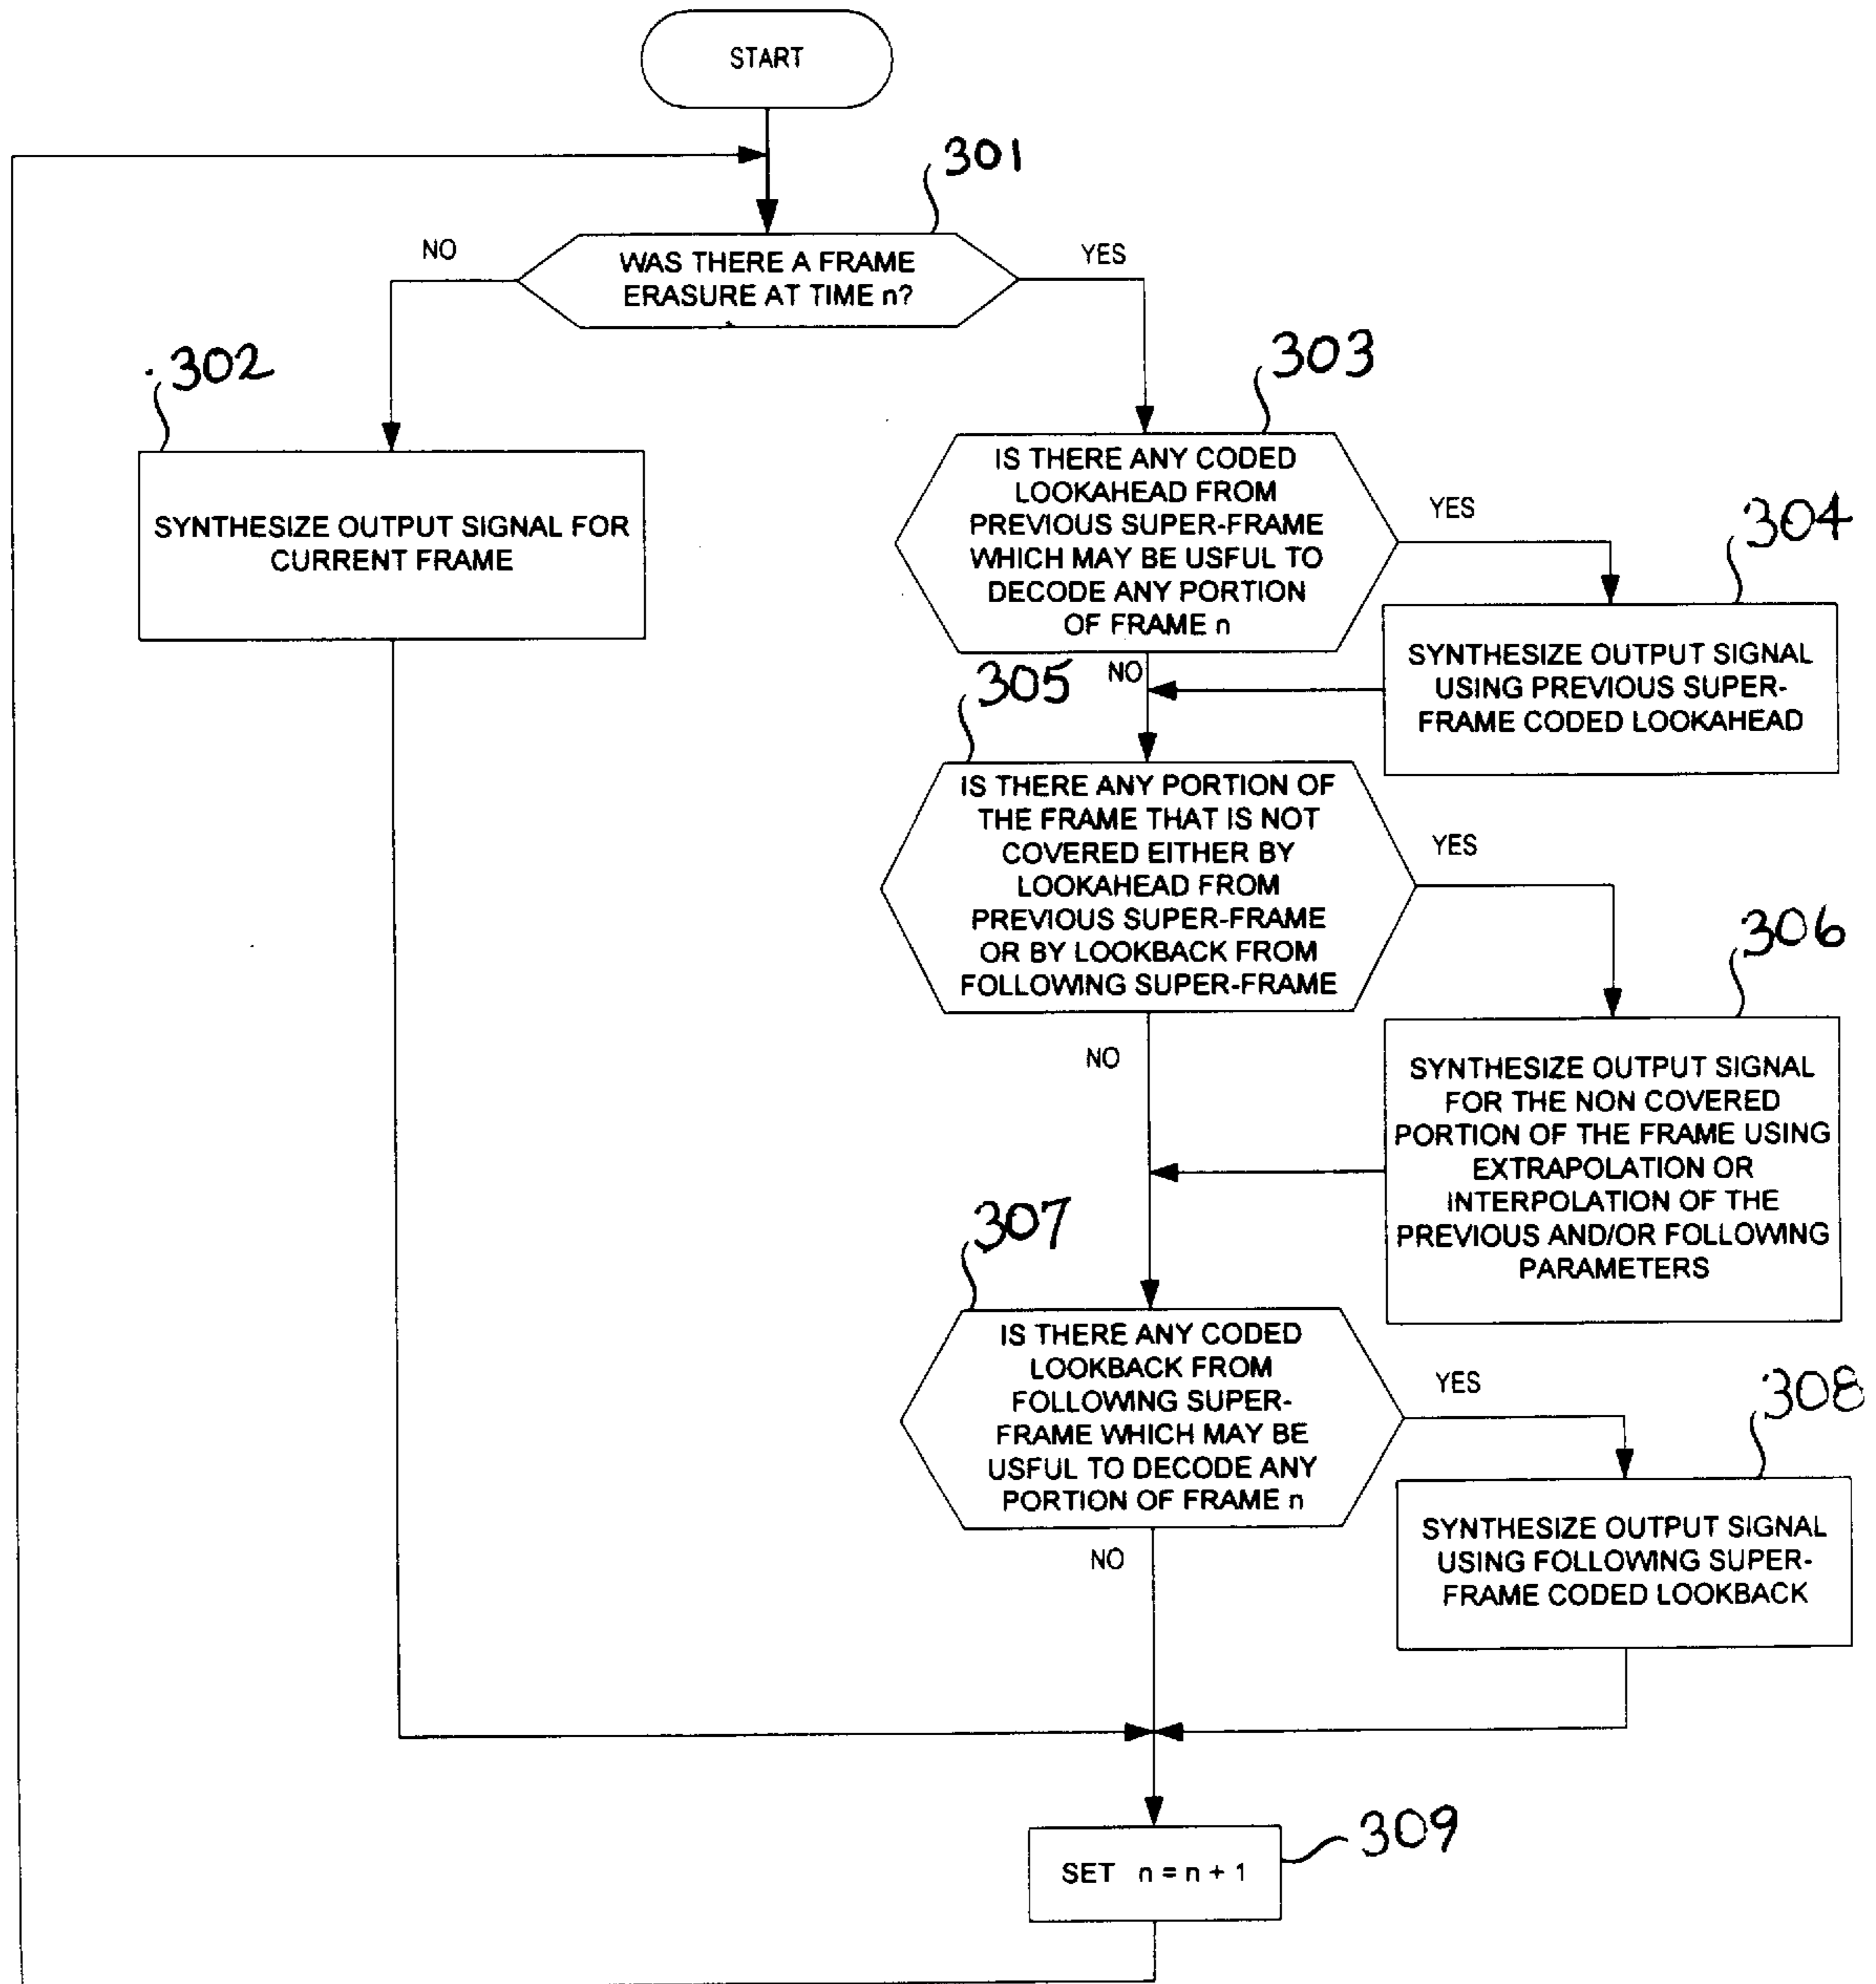 START
301
NO
YES
WAS THERE A FRAME
ERASURE AT TIME n?
302
303
SYNTHESIZE OUTPUT SIGNAL FOR
CURRENT FRAME
IS THERE ANY CODED
LOOKAHEAD FROM
PREVIOUS SUPER-FRAME
WHICH MAY BE USFUL TO
DECODE ANY PORTION
OF FRAME n
YES
304
NO
SYNTHESIZE OUTPUT SIGNAL
USING PREVIOUS SUPER-
FRAME CODED LOOKAHEAD
305
IS THERE ANY PORTION OF
THE FRAME THAT IS NOT
COVERED EITHER BY
LOOKAHEAD FROM
PREVIOUS SUPER-FRAME
OR BY LOOKBACK FROM
FOLLOWING SUPER-FRAME
YES
306
NO
SYNTHESIZE OUTPUT SIGNAL
FOR THE NON COVERED
PORTION OF THE FRAME USING
EXTRAPOLATION OR
INTERPOLATION OF THE
PREVIOUS AND/OR FOLLOWING
PARAMETERS
307
IS THERE ANY CODED
LOOKBACK FROM
FOLLOWING SUPER-
FRAME WHICH MAY BE
USFUL TO DECODE ANY
PORTION OF FRAME n
YES
308
NO
SYNTHESIZE OUTPUT SIGNAL
USING FOLLOWING SUPER-
FRAME CODED LOOKBACK
SET n = n + 1
309